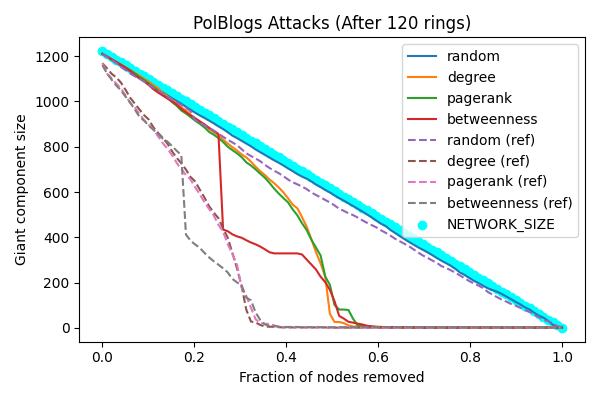 PolBlogs Attacks (After 120 rings)
Giant component size
1200
1000
800
600
400
200
0
0.0 0.2 0.4 0.6 0.8 1.0
Fraction of nodes removed
random
degree
pagerank
betweenness
random (ref)
degree (ref)
pagerank (ref)
betweenness (ref)
NETWORK_SIZE